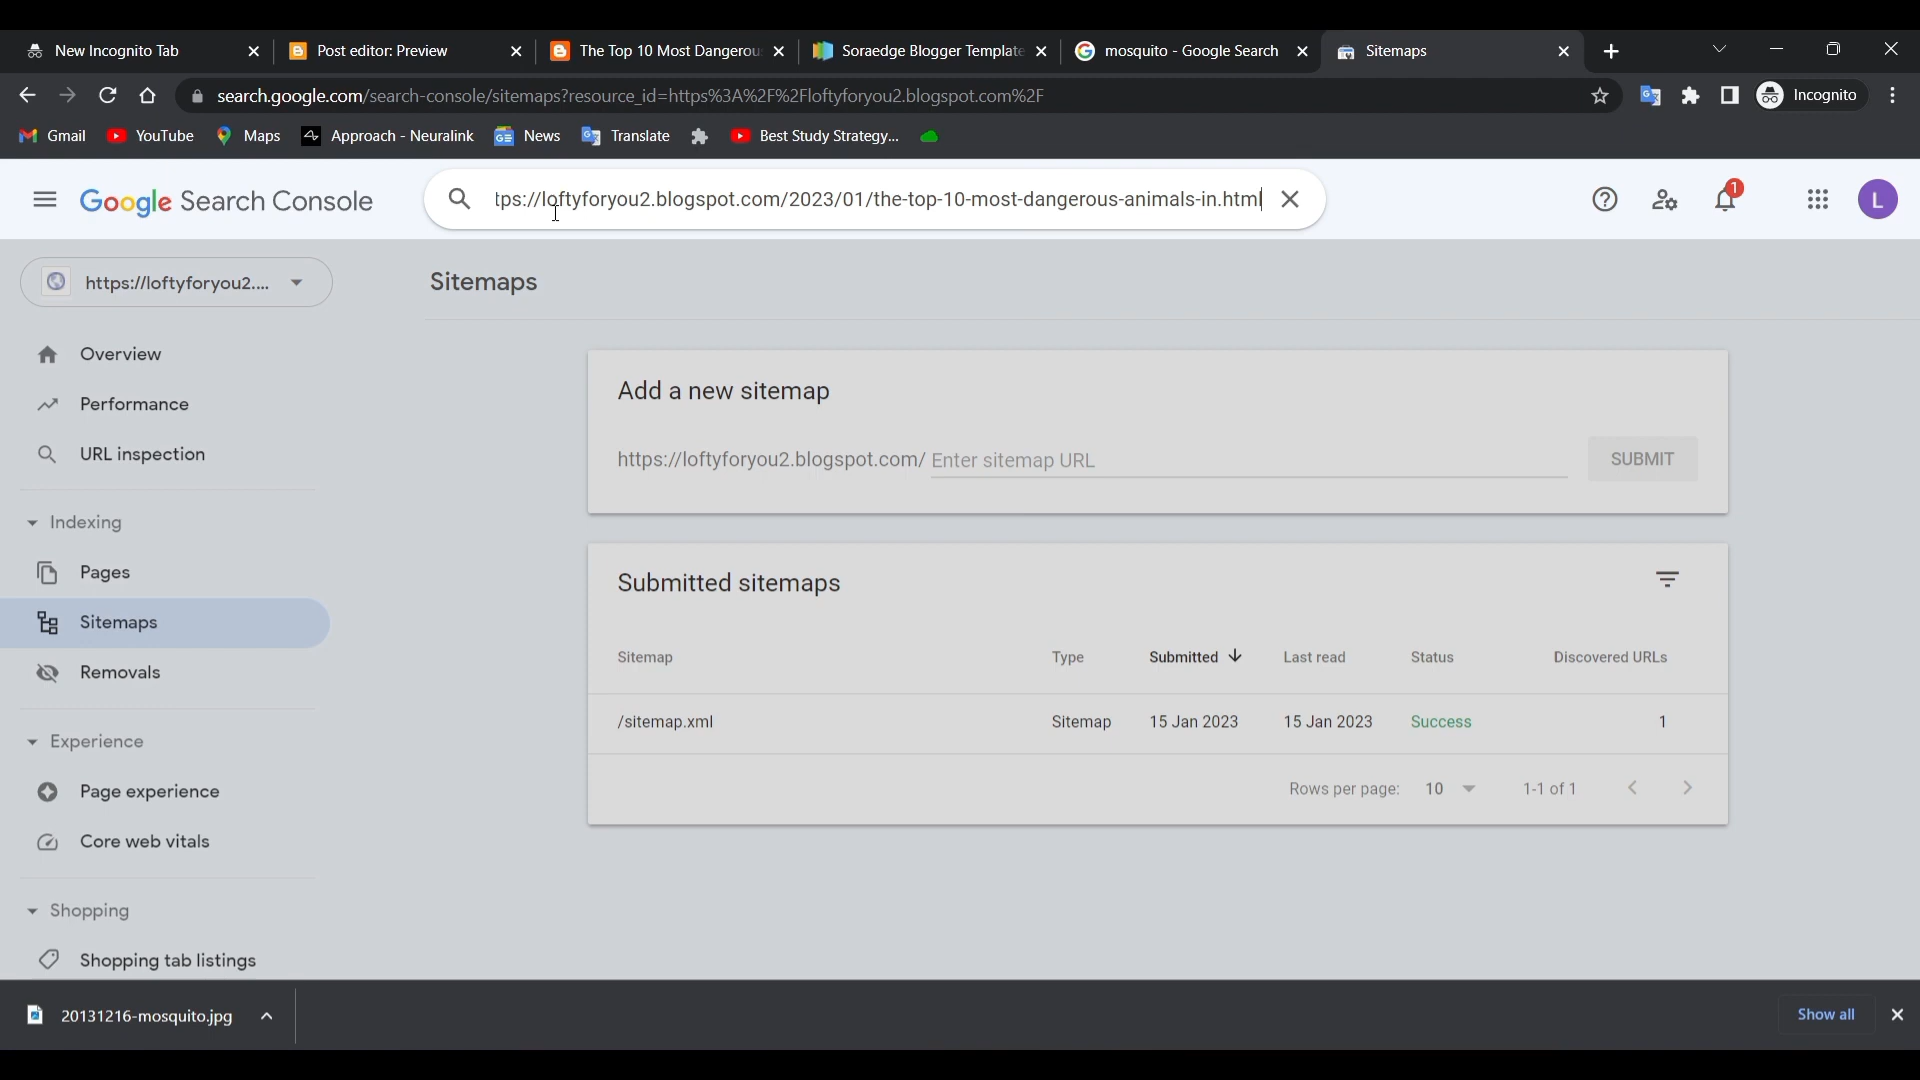 New Incognito Tab
Post editor: Preview
The Top 10 Most Dangerou
Soraedge Blogger Template
mosquito - Google Search
Sitemaps
search.google.com/search-console/sitemaps?resource_id=https%3A%2F%2Floftyforyou2.blogspot.com%2F
Incognito
Gmail
YouTube
Maps
Approach - Neuralink
News
Translate
Best Study Strategy...
Google Search Console
tps://loftyforyou2.blogspot.com/2023/01/the-top-10-most-dangerous-animals-in.html
1
L
https://loftyforyou2....
Sitemaps
Overview
Performance
URL inspection
Indexing
Pages
Sitemaps
Removals
Experience
Page experience
Core web vitals
Shopping
Shopping tab listings
Add a new sitemap
https://loftyforyou2.blogspot.com/ Enter sitemap URL
SUBMIT
Submitted sitemaps
Sitemap Type Submitted Last read Status Discovered URLs
/sitemap.xml Sitemap 15 Jan 2023 15 Jan 2023 Success 1
Rows per page: 10 1-1 of 1
20131216-mosquito.jpg
Show all